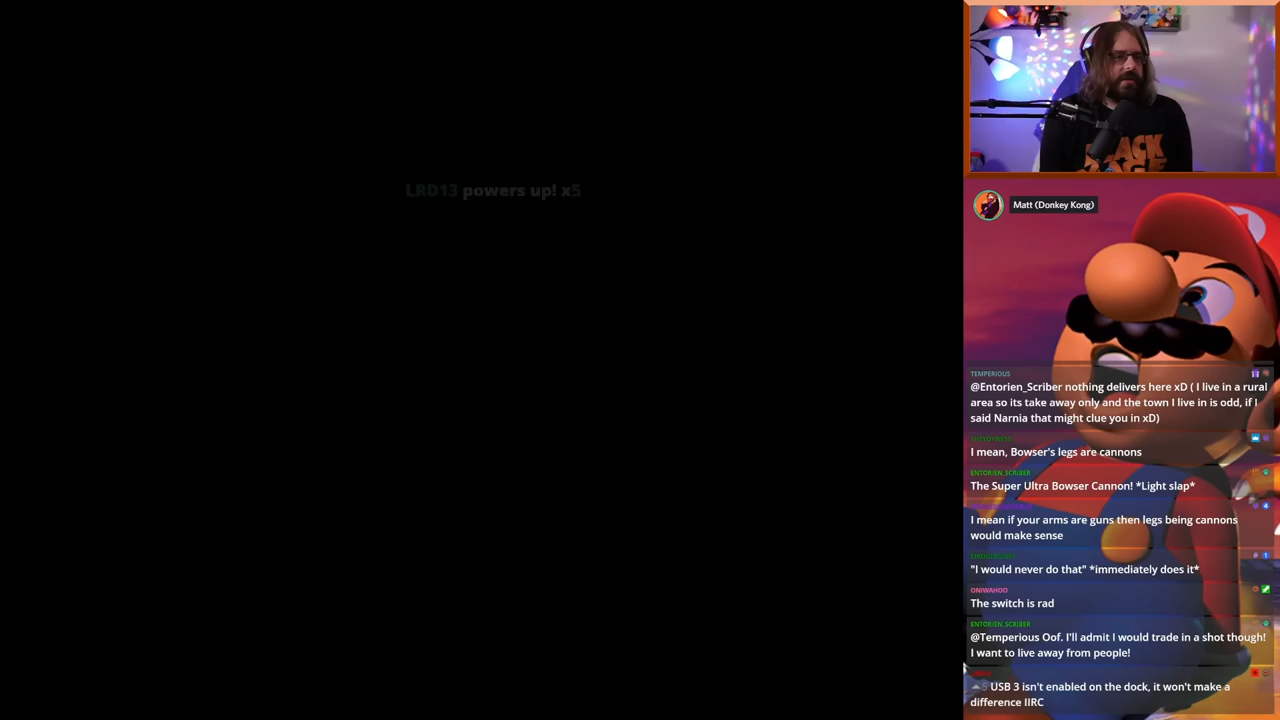 LRD13 powers up! x5
Matt (Donkey Kong)
TEMPERIOUS
@Entorien_Scriber nothing delivers here xD ( I live in a rural
area so its take away only and the town I live in is odd, if I
said Narnia that might clue you in xD)
I mean, Bowser's legs are cannons
ENTORIEN_SCRIBER
The Super Ultra Bowser Cannon! *Light slap*
I mean if your arms are guns then legs being cannons
would make sense
"I would never do that" *immediately does it*
ONIWAHOO
The switch is rad
ENTORIEN_SCRIBER
@Temperious Oof. I'll admit I would trade in a shot though!
I want to live away from people!
USB 3 isn't enabled on the dock, it won't make a
difference IIRC